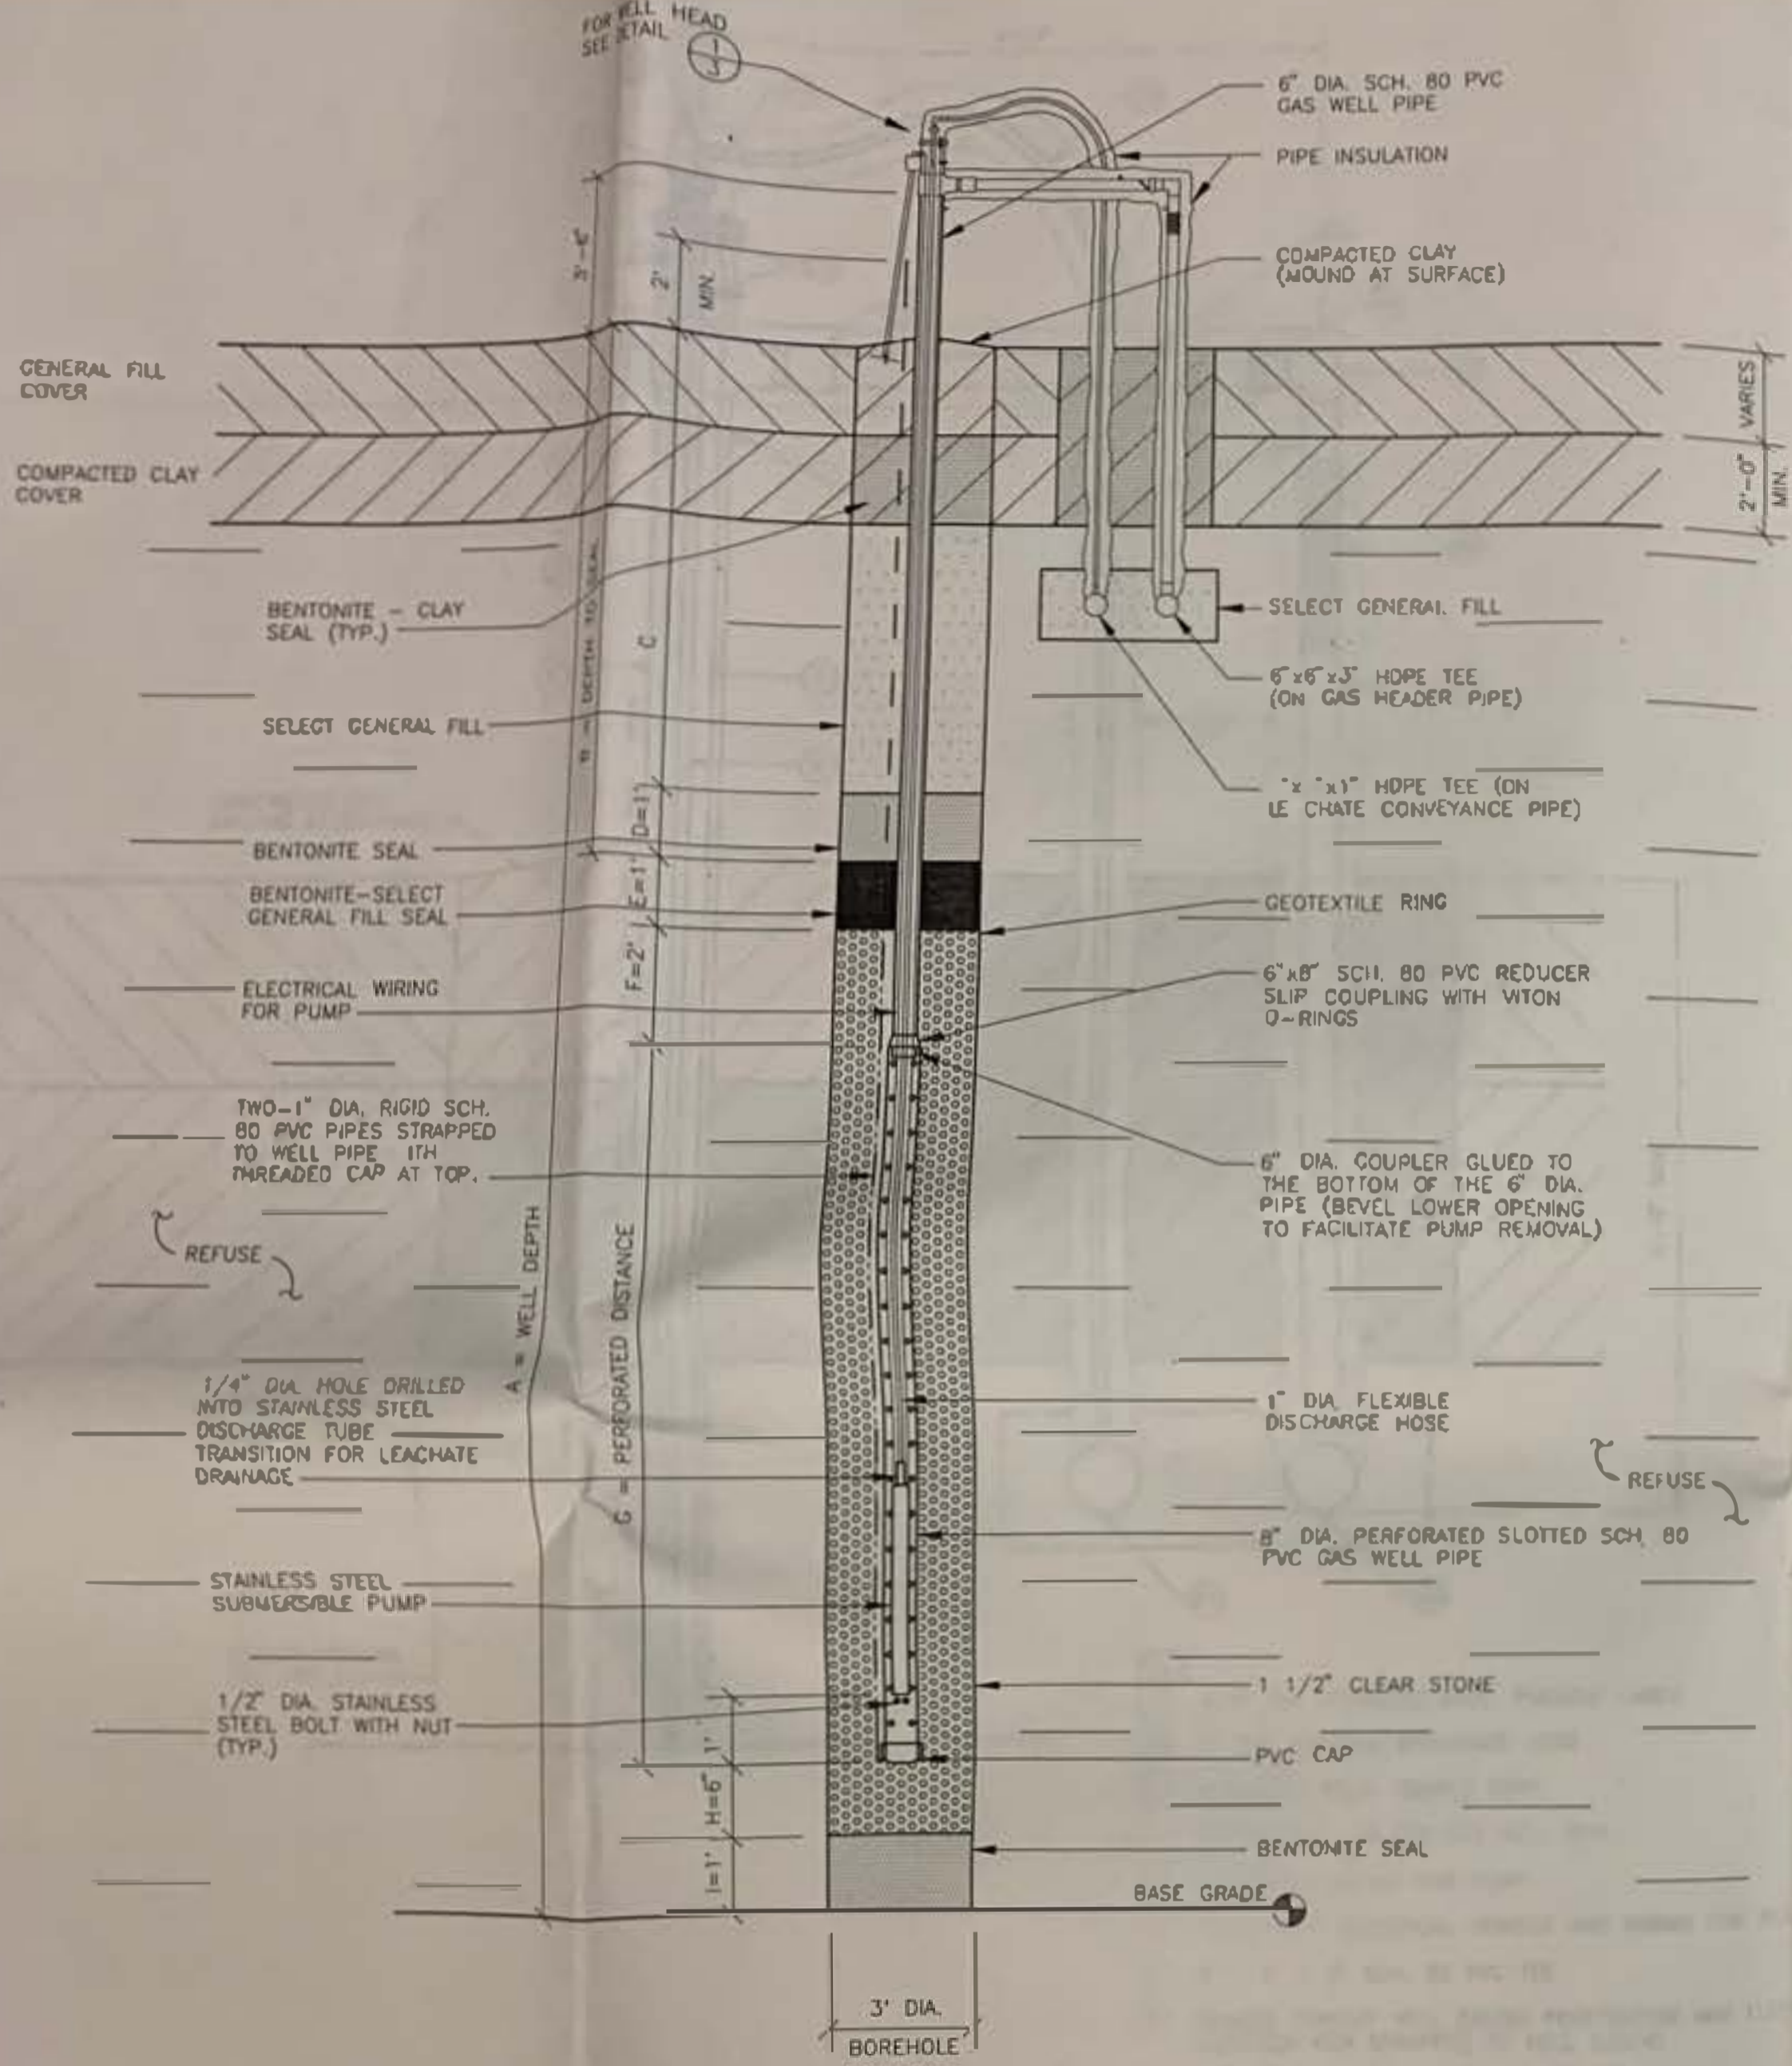 FOR WELL HEAD
SEE DETAIL
6" DIA. SCH. 80 PVC
GAS WELL PIPE
PIPE INSULATION
COMPACTED CLAY
(MOUND AT SURFACE)
3'-6"
2'
MIN.
GENERAL FILL
COVER
COMPACTED CLAY
COVER
VARIES
2'-0"
MIN.
BENTONITE - CLAY
SEAL (TYP.)
SELECT GENERAL FILL
6"x6"x3" HDPE TEE
(ON GAS HEADER PIPE)
SELECT GENERAL FILL
"x "x1" HDPE TEE (ON
LE CHATE CONVEYANCE PIPE)
DEPTH TO SEAL
C
D=1'
E=1'
F=2'
BENTONITE SEAL
BENTONITE-SELECT
GENERAL FILL SEAL
GEOTEXTILE RING
ELECTRICAL WIRING
FOR PUMP
6"x8" SCH. 80 PVC REDUCER
SLIP COUPLING WITH VITON
O-RINGS
TWO-1" DIA. RIGID SCH.
80 PVC PIPES STRAPPED
TO WELL PIPE ITH
THREADED CAP AT TOP.
6" DIA. COUPLER GLUED TO
THE BOTTOM OF THE 6" DIA.
PIPE (BEVEL LOWER OPENING
TO FACILITATE PUMP REMOVAL)
REFUSE
A = WELL DEPTH
G = PERFORATED DISTANCE
1/4" DIA. HOLE DRILLED
INTO STAINLESS STEEL
DISCHARGE TUBE
TRANSITION FOR LEACHATE
DRAINAGE
1" DIA. FLEXIBLE
DISCHARGE HOSE
REFUSE
8" DIA. PERFORATED SLOTTED SCH. 80
PVC GAS WELL PIPE
STAINLESS STEEL
SUBMERSIBLE PUMP
1 1/2" CLEAR STONE
1/2" DIA. STAINLESS
STEEL BOLT WITH NUT
(TYP.)
1'
PVC CAP
H=6"
I=1'
BENTONITE SEAL
BASE GRADE
3' DIA.
BOREHOLE